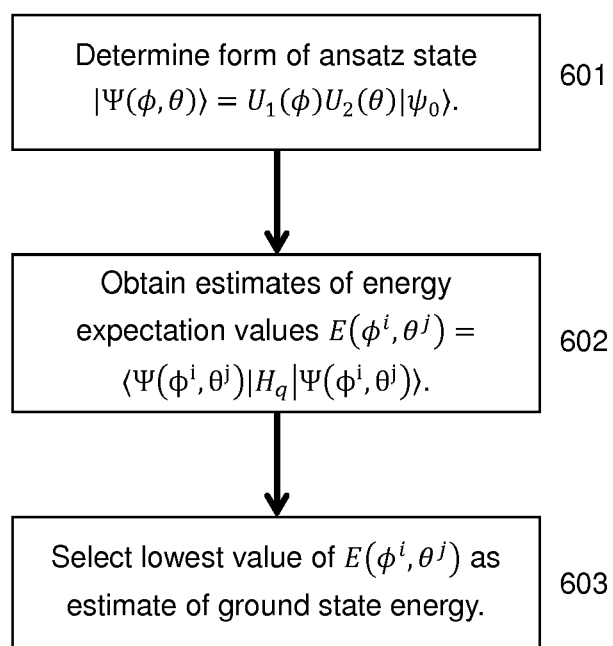 Determine form of ansatz state
|Ψ(ϕ, θ)⟩ = U₁(ϕ)U₂(θ)|ψ₀⟩.
601
Obtain estimates of energy
expectation values E(ϕⁱ, θʲ) =
⟨Ψ(ϕⁱ, θʲ)|H_q|Ψ(ϕⁱ, θʲ)⟩.
602
Select lowest value of E(ϕⁱ, θʲ) as
estimate of ground state energy.
603